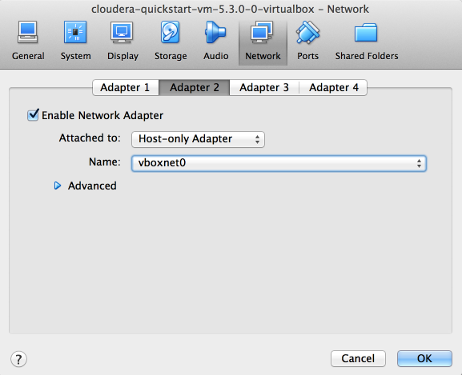 cloudera-quickstart-vm-5.3.0-0-virtualbox – Network
General System Display Storage Audio Network Ports Shared Folders
Adapter 1 Adapter 2 Adapter 3 Adapter 4
Enable Network Adapter
Attached to: Host-only Adapter
Name: vboxnet0
Advanced
? Cancel OK